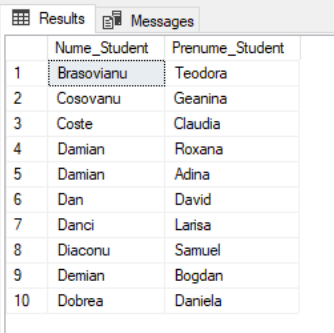 Results Messages
Nume_Student Prenume_Student
1 Brasovianu Teodora
2 Cosovanu Geanina
3 Coste Claudia
4 Damian Roxana
5 Damian Adina
6 Dan David
7 Danci Larisa
8 Diaconu Samuel
9 Demian Bogdan
10 Dobrea Daniela